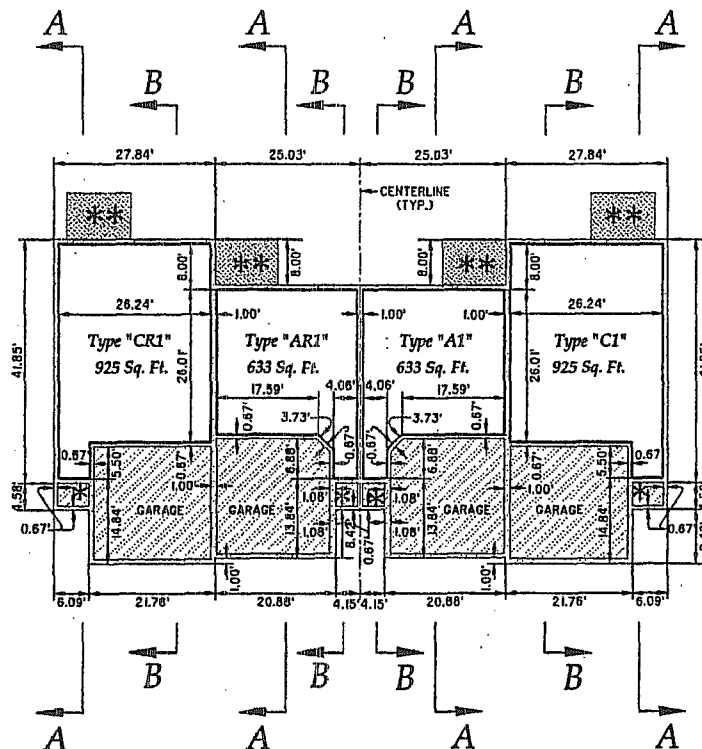 A A A A
B B B B
27.84' 25.03' 25.03' 27.84'
CENTERLINE
(TYP.)
** ** ** **
8.00' 8.00' 8.00' 8.00'
26.24' 1.00' 1.00' 1.00' 26.24'
Type "CR1" Type "AR1" Type "A1" Type "C1"
925 Sq. Ft. 633 Sq. Ft. 633 Sq. Ft. 925 Sq. Ft.
41.85' 26.01' 26.01'
17.59' 4.06' 4.06' 17.59'
3.73' 3.73'
0.67' 0.67' 0.67' 0.67'
0.67' 5.50' 0.67' 6.88' 6.88' 0.67' 5.50' 0.67
4.58' 1.00' 1.08' 1.08' 1.00'
* * * *
GARAGE GARAGE GARAGE GARAGE
0.67' 14.84' 13.84' 1.08' 8.42' 0.67' 1.08' 13.84' 14.84' 0.67'
1.00' 1.00'
6.09' 21.76' 20.88' 4.15' 4.15' 20.88' 21.76' 6.09'
B B B B
A A A A